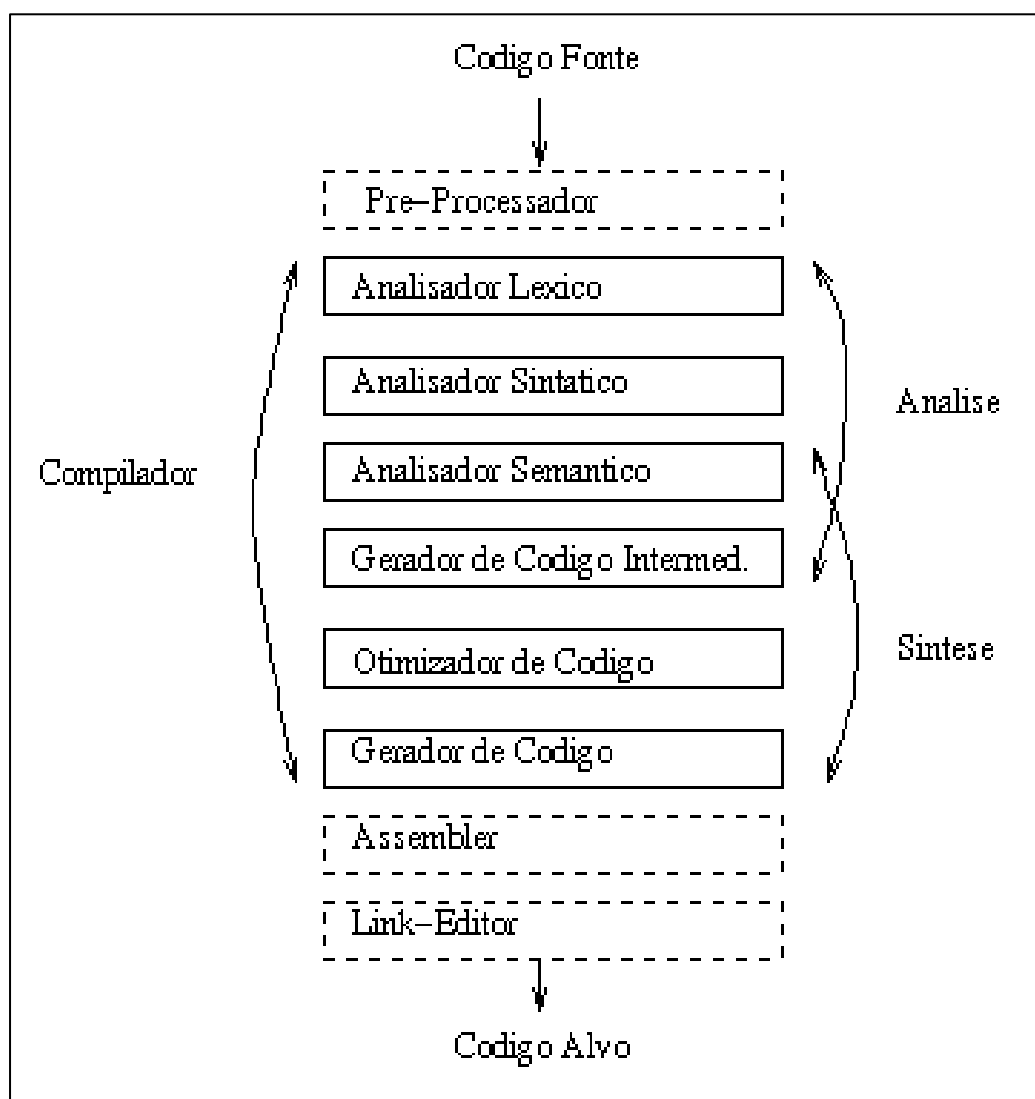 Codigo Fonte
Pre-Processador
Analisador Lexico
Analisador Sintatico
Analise
Compilador
Analisador Semantico
Gerador de Codigo Intermed.
Otimizador de Codigo
Sintese
Gerador de Codigo
Assembler
Link-Editor
Codigo Alvo